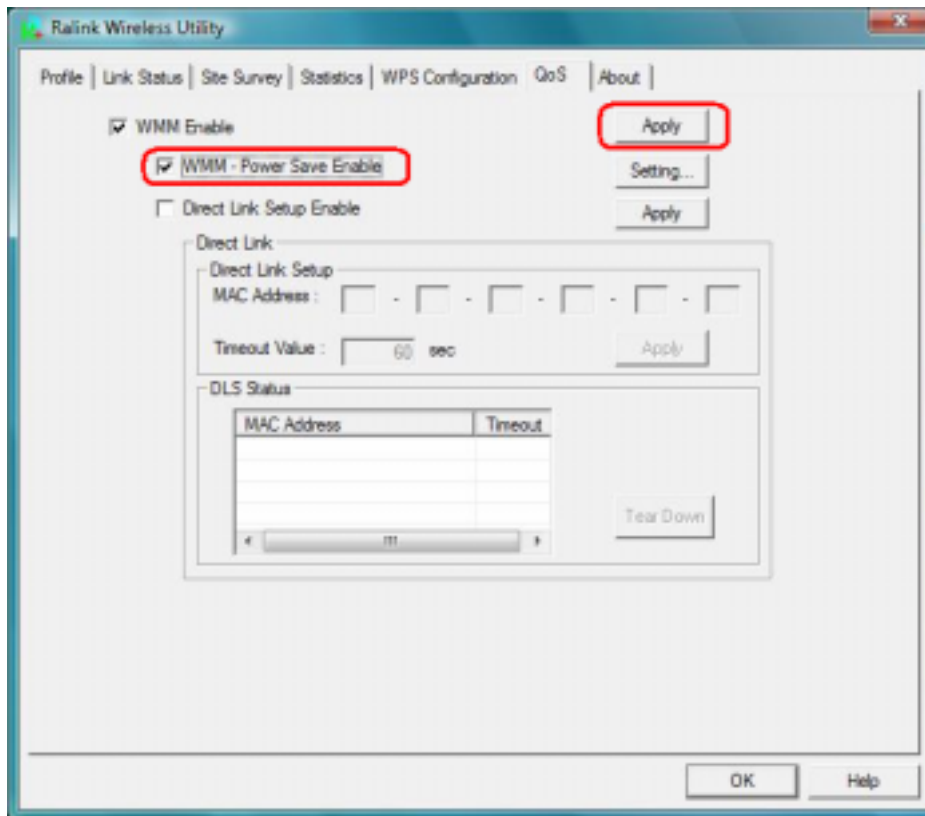 Ralink Wireless Utility
Profile Link Status Site Survey Statistics WPS Configuration QoS About
WMM Enable Apply
WMM - Power Save Enable Setting...
Direct Link Setup Enable Apply
Direct Link
Direct Link Setup
MAC Address : - - - - -
Timeout Value : 60 sec Apply
DLS Status
MAC Address Timeout
Tear Down
OK Help